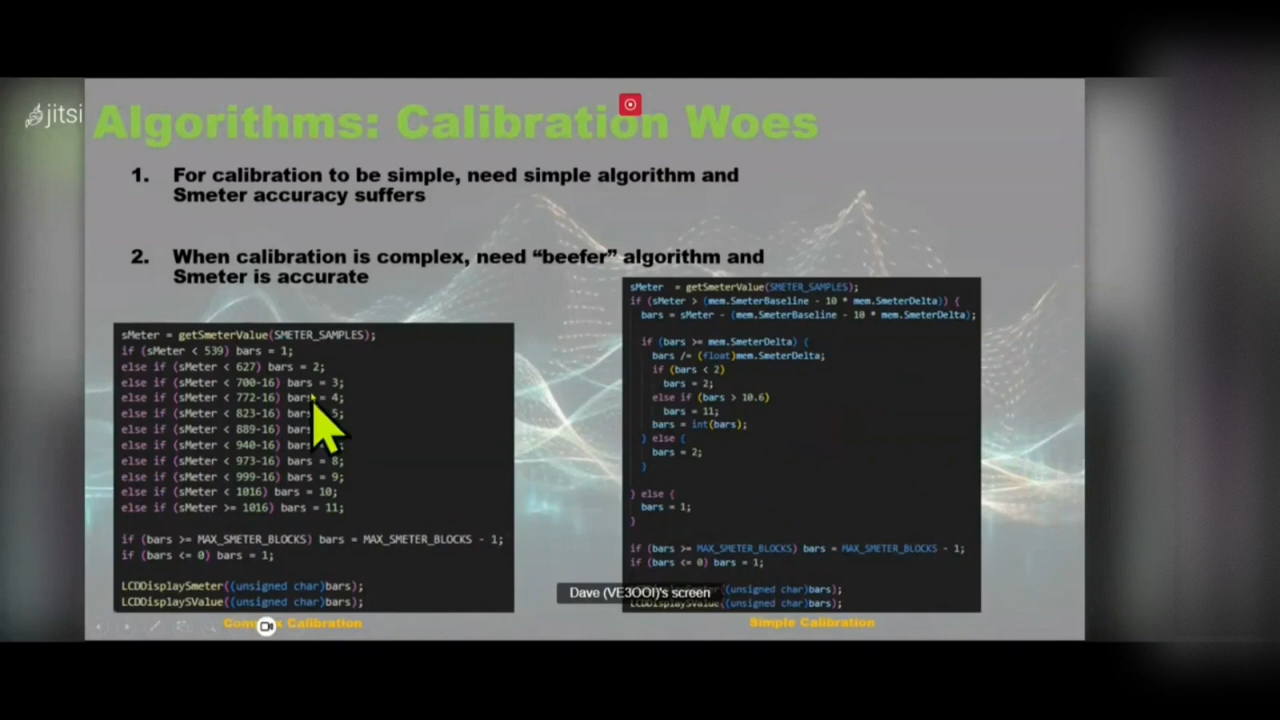 jitsi
Algorithms: Calibration Woes
1. For calibration to be simple, need simple algorithm and
Smeter accuracy suffers
2. When calibration is complex, need “beefer” algorithm and
Smeter is accurate
sMeter = getSmeterValue(SMETER_SAMPLES);
if (sMeter < 539) bars = 1;
else if (sMeter < 627) bars = 2;
else if (sMeter < 700-16) bars = 3;
else if (sMeter < 772-16) bars = 4;
else if (sMeter < 823-16) bars 5;
else if (sMeter < 889-16) bars
else if (sMeter < 940-16) bars
else if (sMeter < 973-16) bars = 8;
else if (sMeter < 999-16) bars = 9;
else if (sMeter < 1016) bars = 10;
else if (sMeter >= 1016) bars = 11;
if (bars >= MAX_SMETER_BLOCKS) bars = MAX_SMETER_BLOCKS - 1;
if (bars <= 0) bars = 1;
LCDDisplaySmeter((unsigned char)bars);
LCDDisplaySValue((unsigned char)bars);
Calibration
sMeter = getSmeterValue(SMETER_SAMPLES);
if (sMeter > (mem.SmeterBaseline - 10 * mem.SmeterDelta)) {
bars = sMeter - (mem.SmeterBaseline - 10 * mem.SmeterDelta);
if (bars >= mem.SmeterDelta) {
bars /= (float)mem.SmeterDelta;
if (bars < 2)
bars = 2;
else if (bars > 10.6)
bars = 11;
bars = int(bars);
} else {
bars = 2;
}
} else {
bars = 1;
}
if (bars >= MAX_SMETER_BLOCKS) bars = MAX_SMETER_BLOCKS - 1;
if (bars <= 0) bars = 1;
(unsigned char)bars);
LCDDisplaySValue((unsigned char)bars);
Dave (VE3OOI)'s screen
Simple Calibration